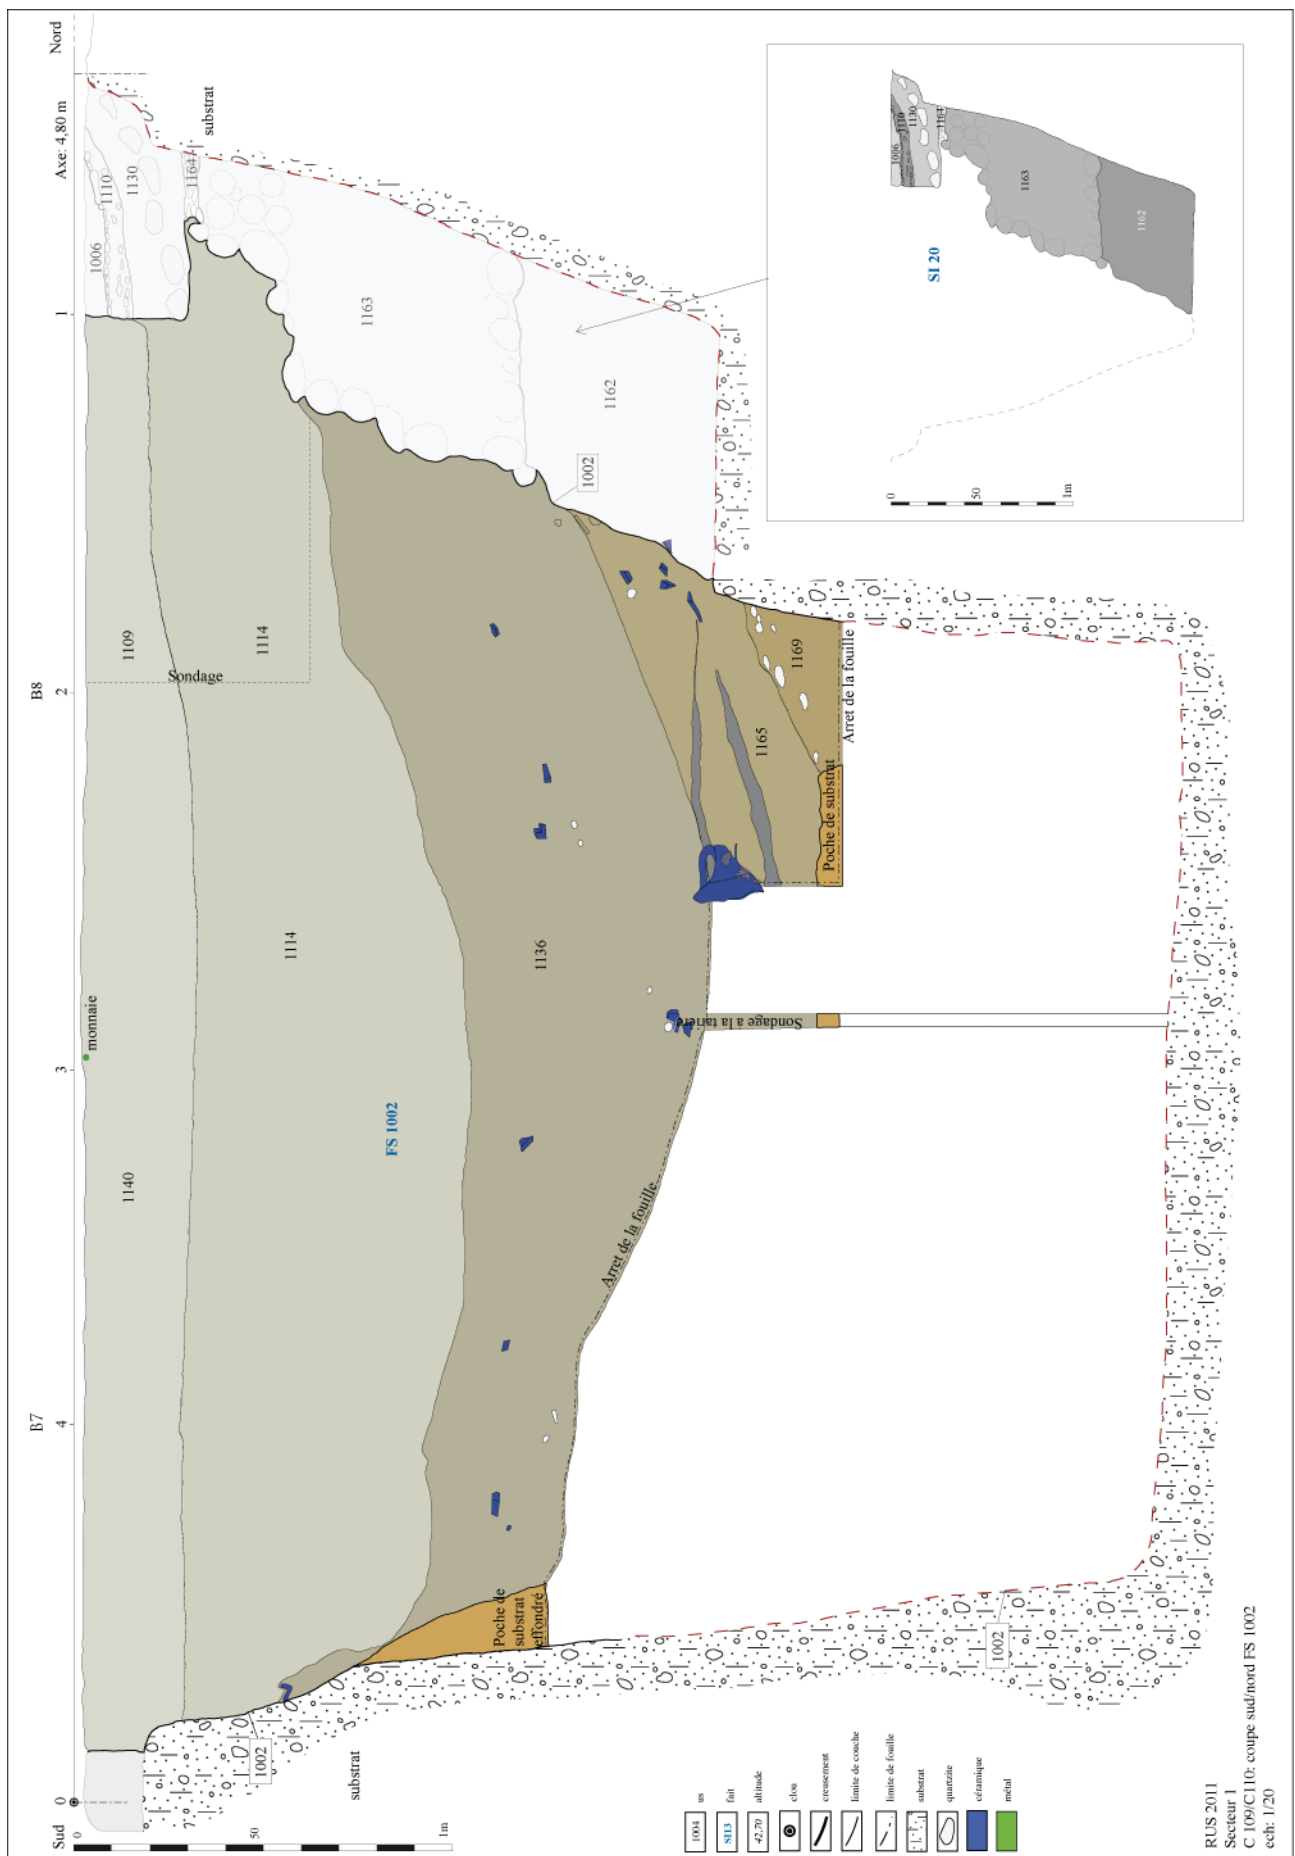 Sud
0
B7
4
3
B8
2
1
Axe: 4,80 m
Nord
monnaie
1140
1109
1114
Sondage
1114
FS 1002
1136
1006
1110
1130
1164
substrat
1163
1162
1002
1165
1169
Poche de substrat
Arret de la fouille
Sondage a la tarière
Arret de la fouille
Poche de
substrat
effondré
1002
1002
substrat
0
50
1m
SI 20
1006
1110
1130
1164
1163
1162
0
50
1m
1004 us
SI13 fait
42,70 altitude
clou
creusement
limite de couche
limite de fouille
substrat
quartzite
céramique
métal
RUS 2011
Secteur 1
C 109/C110: coupe sud/nord FS 1002
ech: 1/20